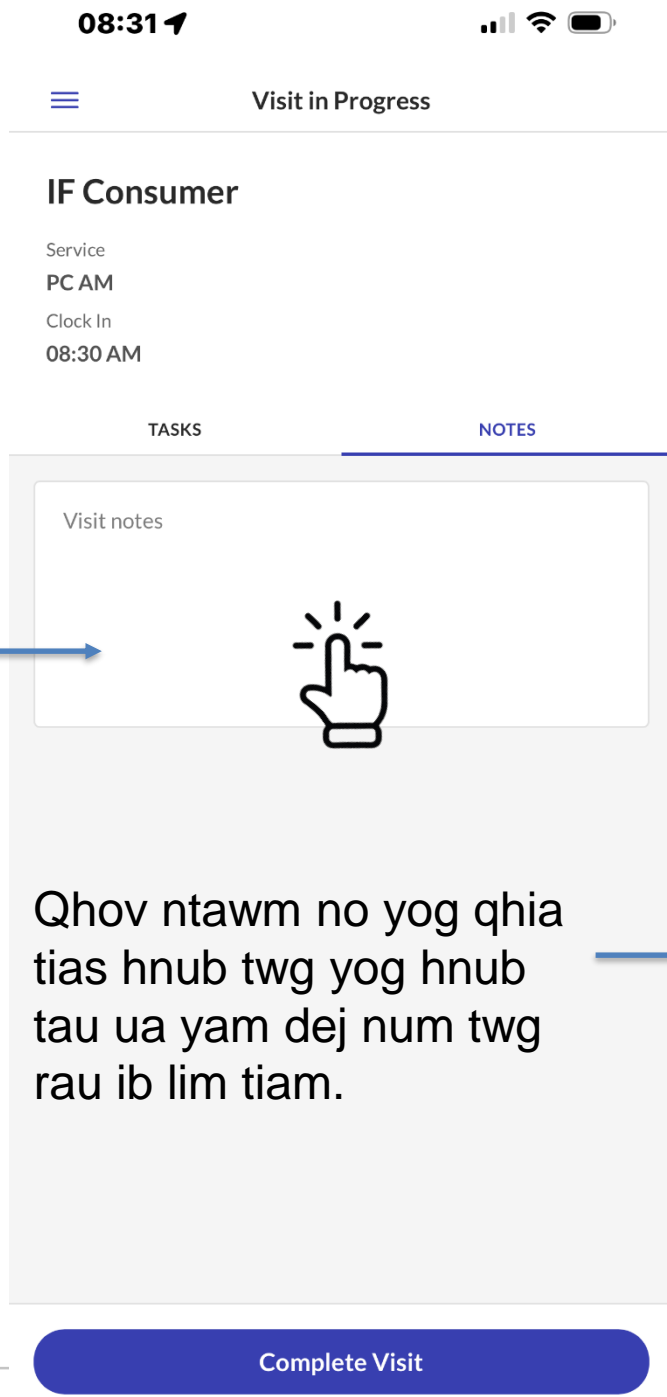 08:31
Visit in Progress
IF Consumer
Service
PC AM
Clock In
08:30 AM
TASKS
NOTES
Visit notes
Qhov ntawm no yog qhia
tias hnub twg yog hnub
tau ua yam dej num twg
rau ib lim tiam.
Complete Visit